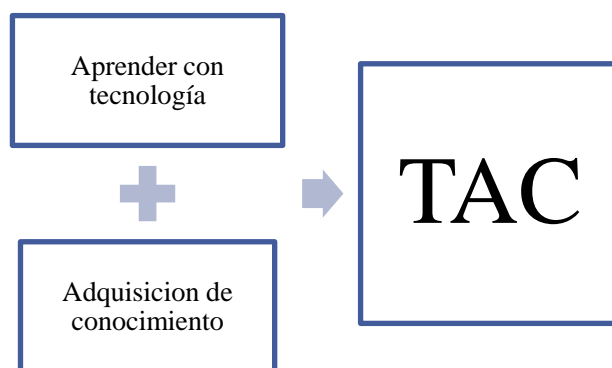 Aprender con
tecnología
Adquisicion de
conocimiento
TAC